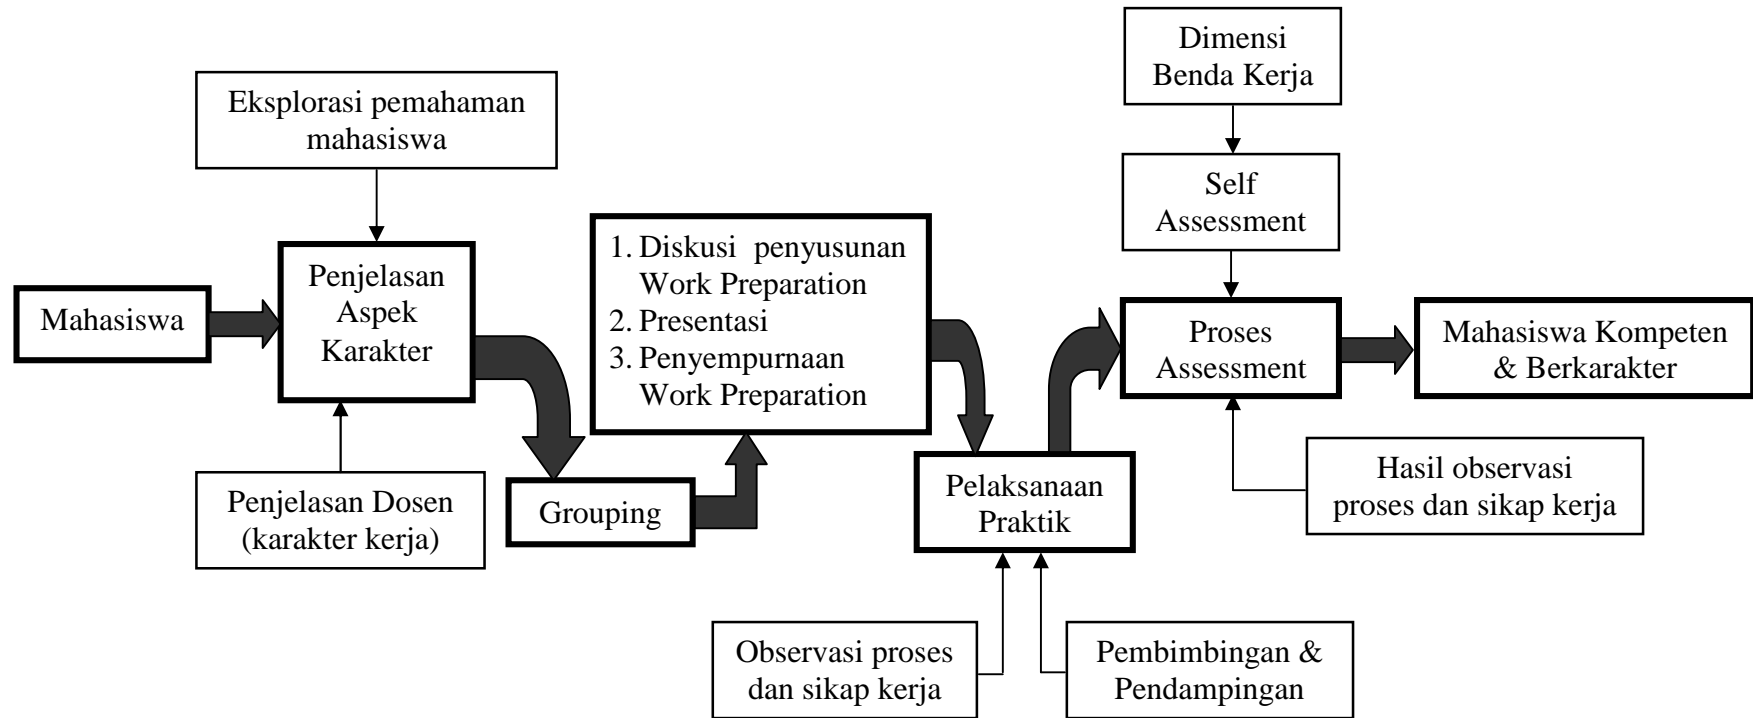 Dimensi
Benda Kerja
Eksplorasi pemahaman
mahasiswa
Self
Assessment
Mahasiswa
Penjelasan
Aspek
Karakter
1. Diskusi penyusunan
Work Preparation
2. Presentasi
3. Penyempurnaan
Work Preparation
Proses
Assessment
Mahasiswa Kompeten
& Berkarakter
Penjelasan Dosen
(karakter kerja)
Grouping
Pelaksanaan
Praktik
Hasil observasi
proses dan sikap kerja
Observasi proses
dan sikap kerja
Pembimbingan &
Pendampingan